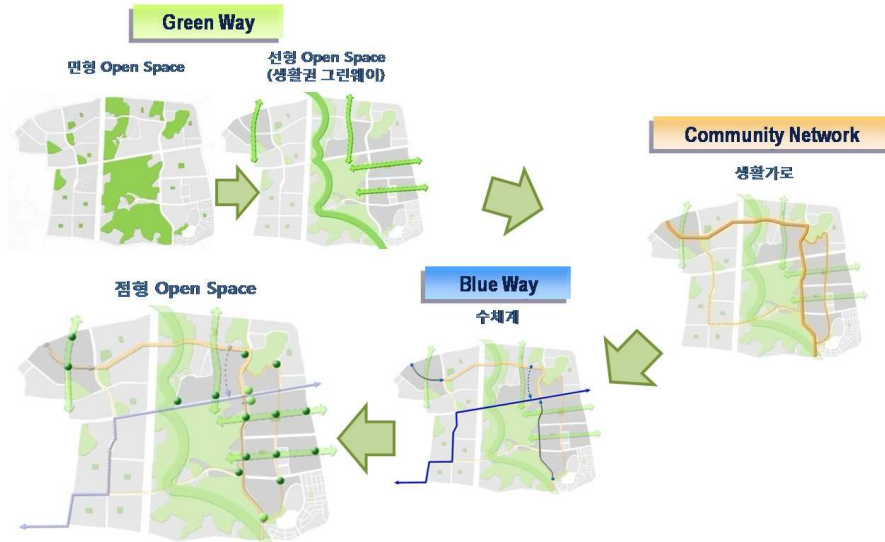 Green Way
면형 Open Space
선형 Open Space
(생활권 그린웨이)
Community Network
생활가로
Blue Way
수체계
점형 Open Space